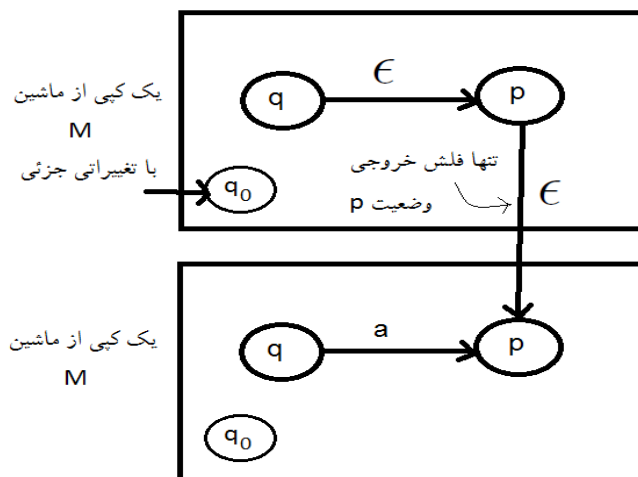 q
ϵ
p
یک کپی از ماشین
M
با تغییراتی جزئی
q0
تنها فلش خروجی
وضعیت p
ϵ
یک کپی از ماشین
M
q
a
p
q0